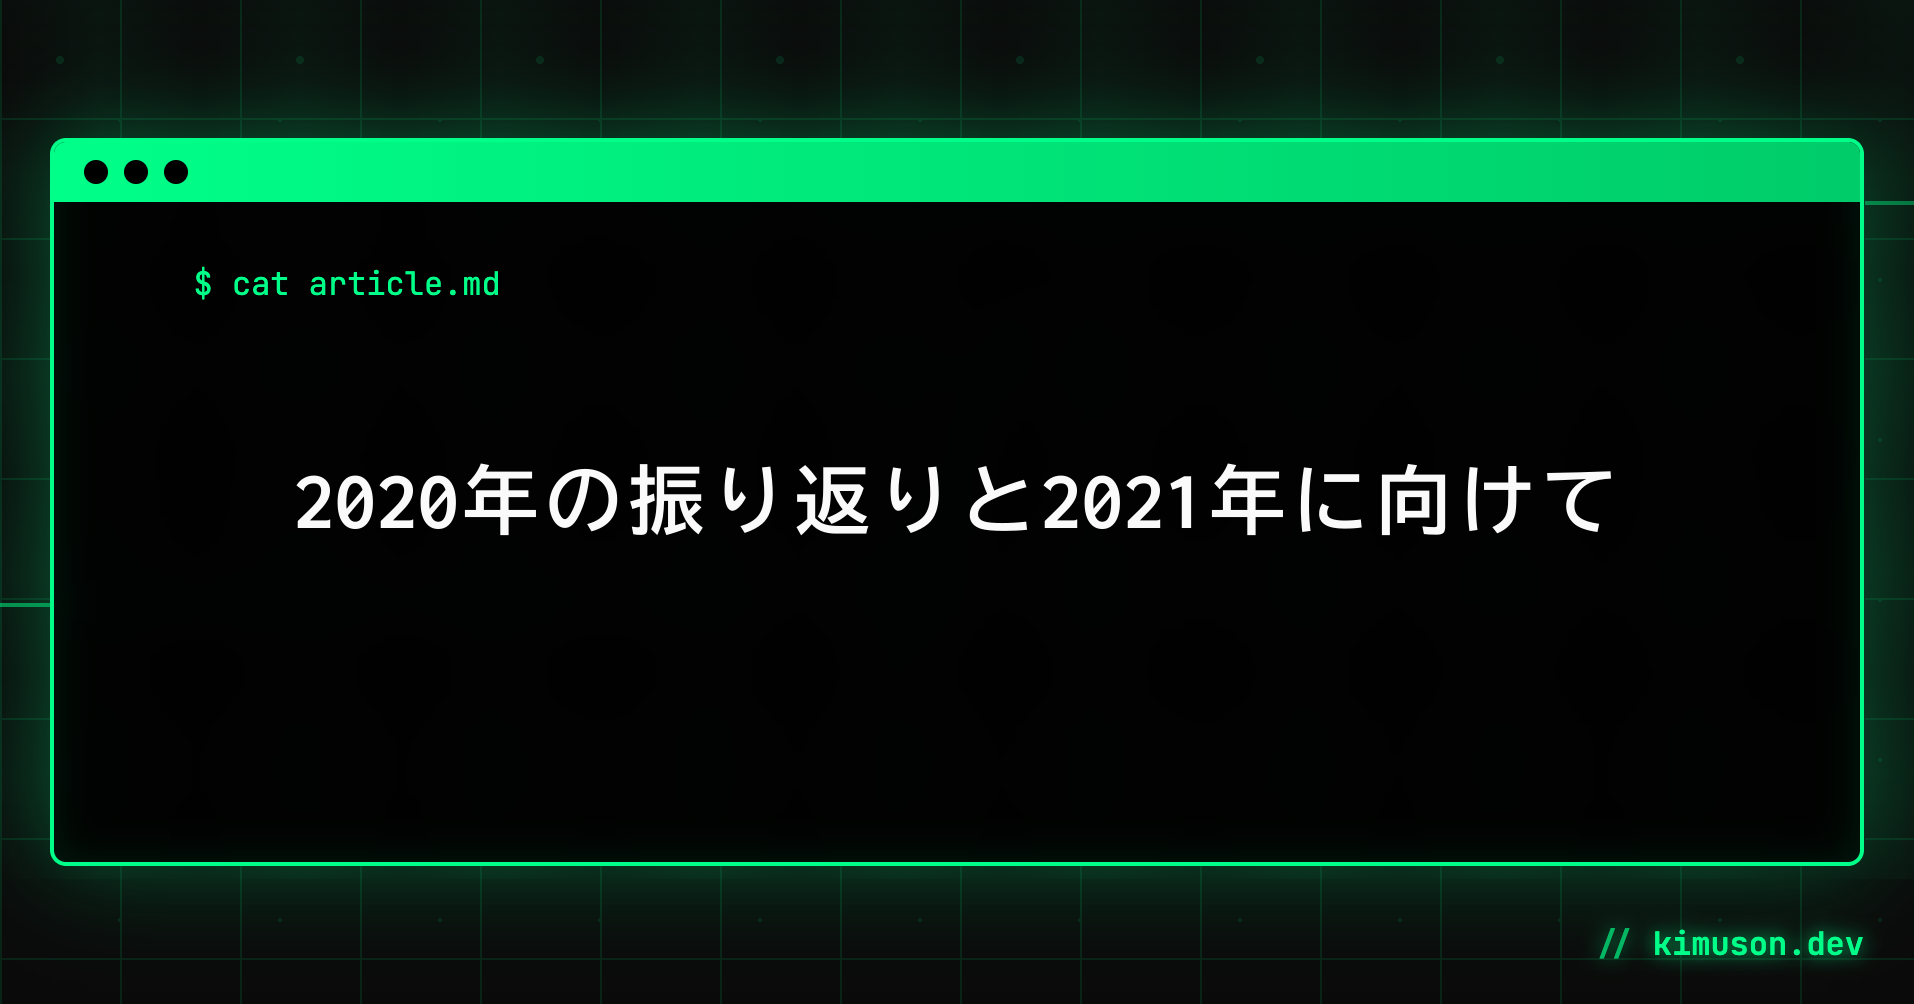 $ cat article.md
2020年の振り返りと2021年に向けて
// kimuson.dev